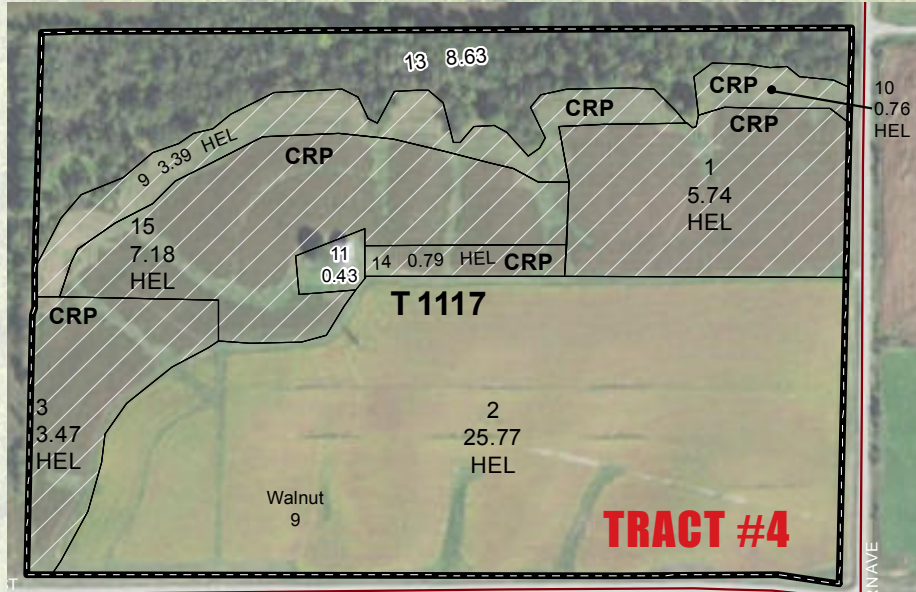 13 8.63
CRP
10
0.76
HEL
CRP
CRP
9 3.39 HEL
CRP
1
5.74
HEL
15
7.18
HEL
11
0.43
14 0.79 HEL CRP
T 1117
CRP
3
3.47
HEL
2
25.77
HEL
Walnut
9
TRACT #4